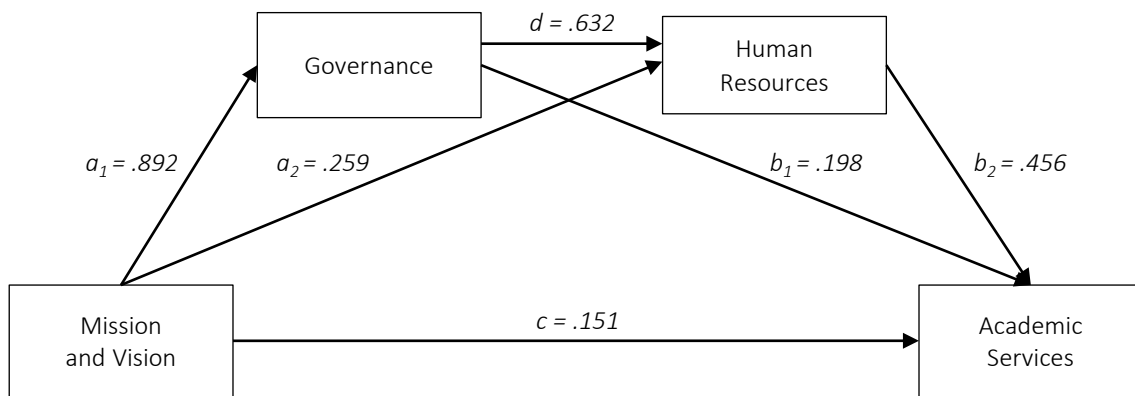 d = .632
Governance
Human
Resources
a1 = .892
a2 = .259
b1 = .198
b2 = .456
Mission
and Vision
c = .151
Academic
Services